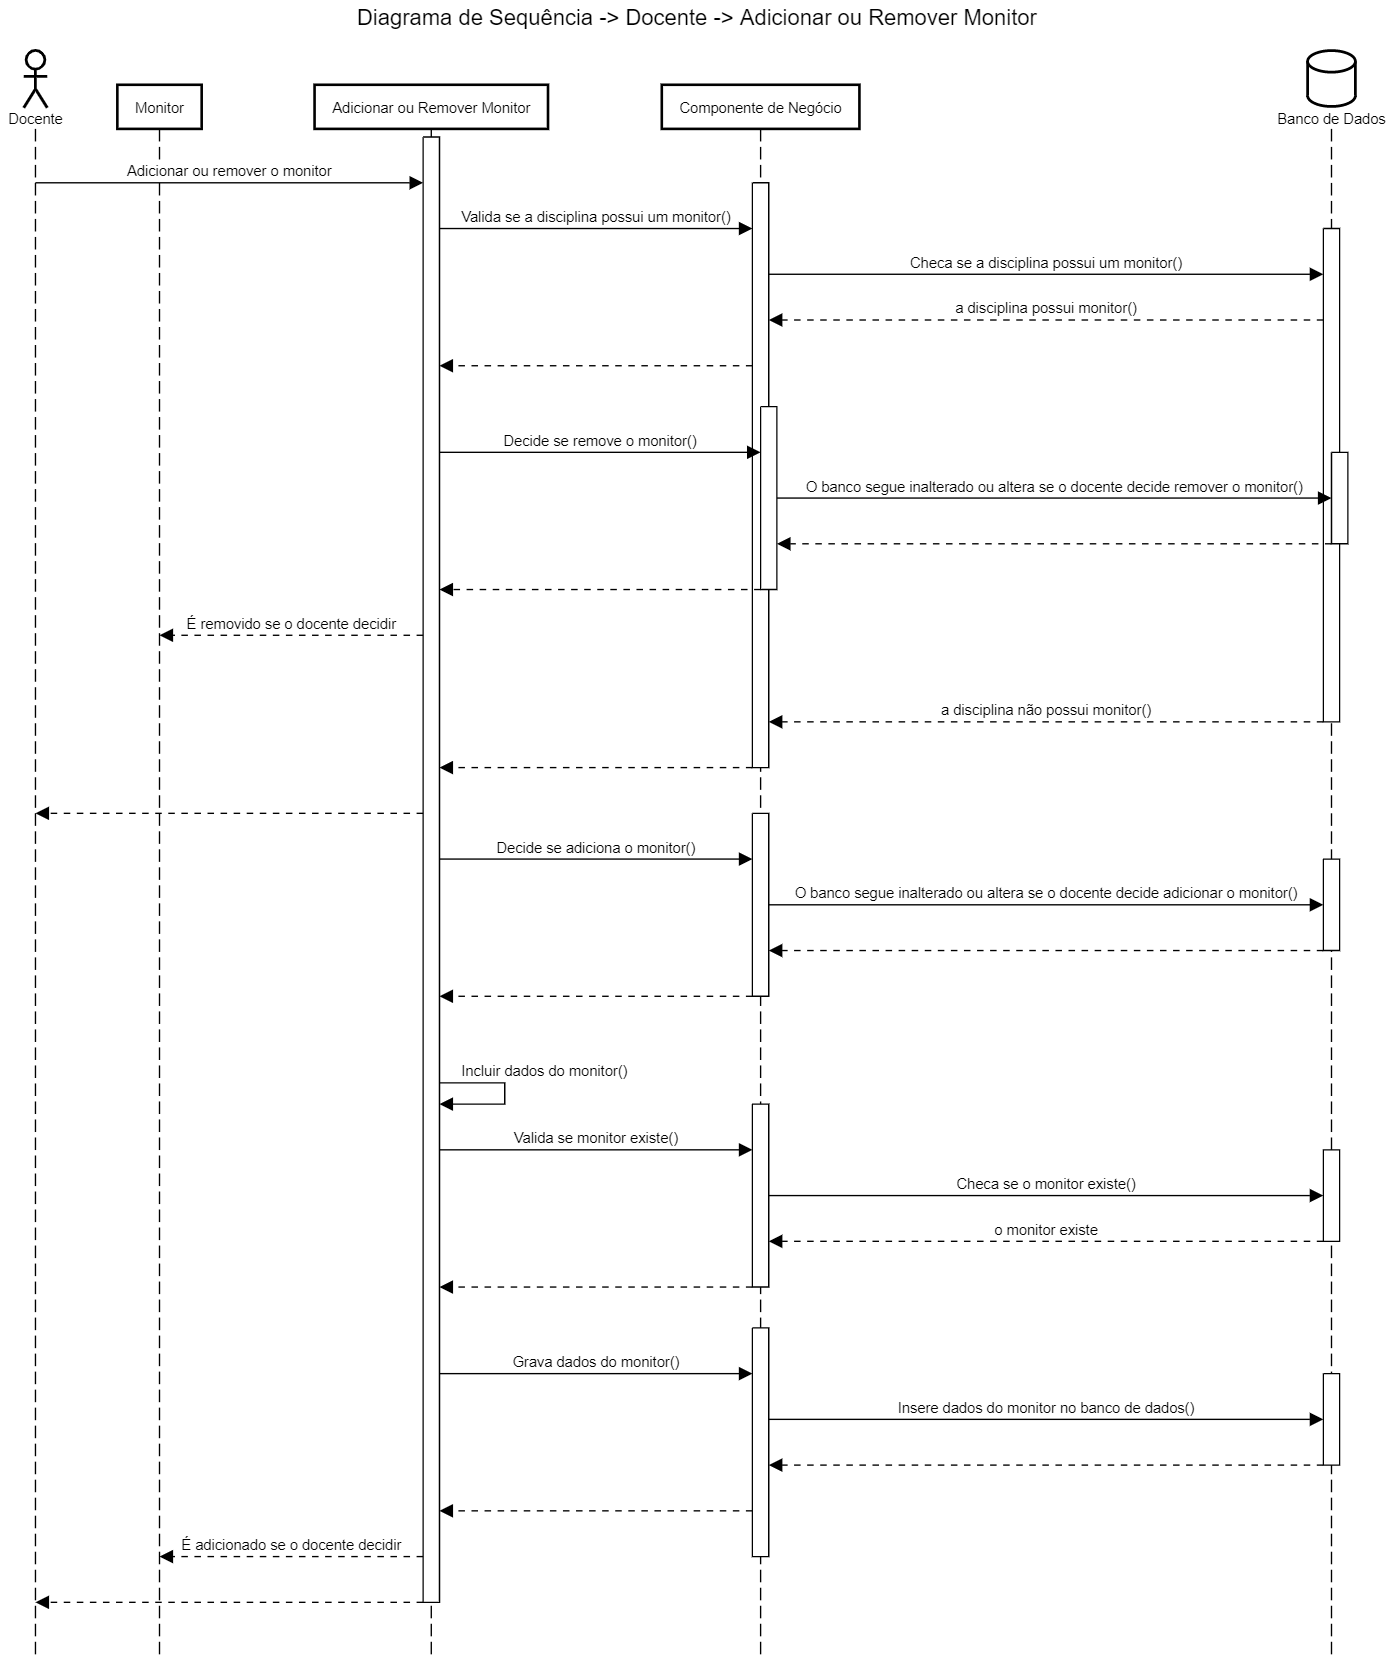 Diagrama de Sequência -> Docente -> Adicionar ou Remover Monitor
Docente
Monitor
Adicionar ou Remover Monitor
Componente de Negócio
Banco de Dados
Adicionar ou remover o monitor
Valida se a disciplina possui um monitor()
Checa se a disciplina possui um monitor()
a disciplina possui monitor()
Decide se remove o monitor()
O banco segue inalterado ou altera se o docente decide remover o monitor()
É removido se o docente decidir
a disciplina não possui monitor()
Decide se adiciona o monitor()
O banco segue inalterado ou altera se o docente decide adicionar o monitor()
Incluir dados do monitor()
Valida se monitor existe()
Checa se o monitor existe()
o monitor existe
Grava dados do monitor()
Insere dados do monitor no banco de dados()
É adicionado se o docente decidir